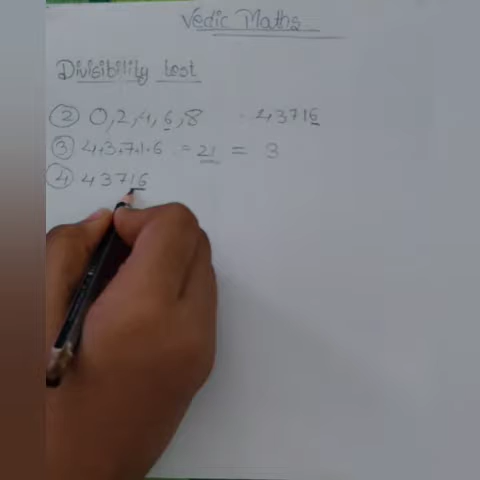 Vedic Maths
Divisibility test
② 0,2,4,6,8 43716
③ 4+3+7+1+6 = 21 = 3
④ 43716